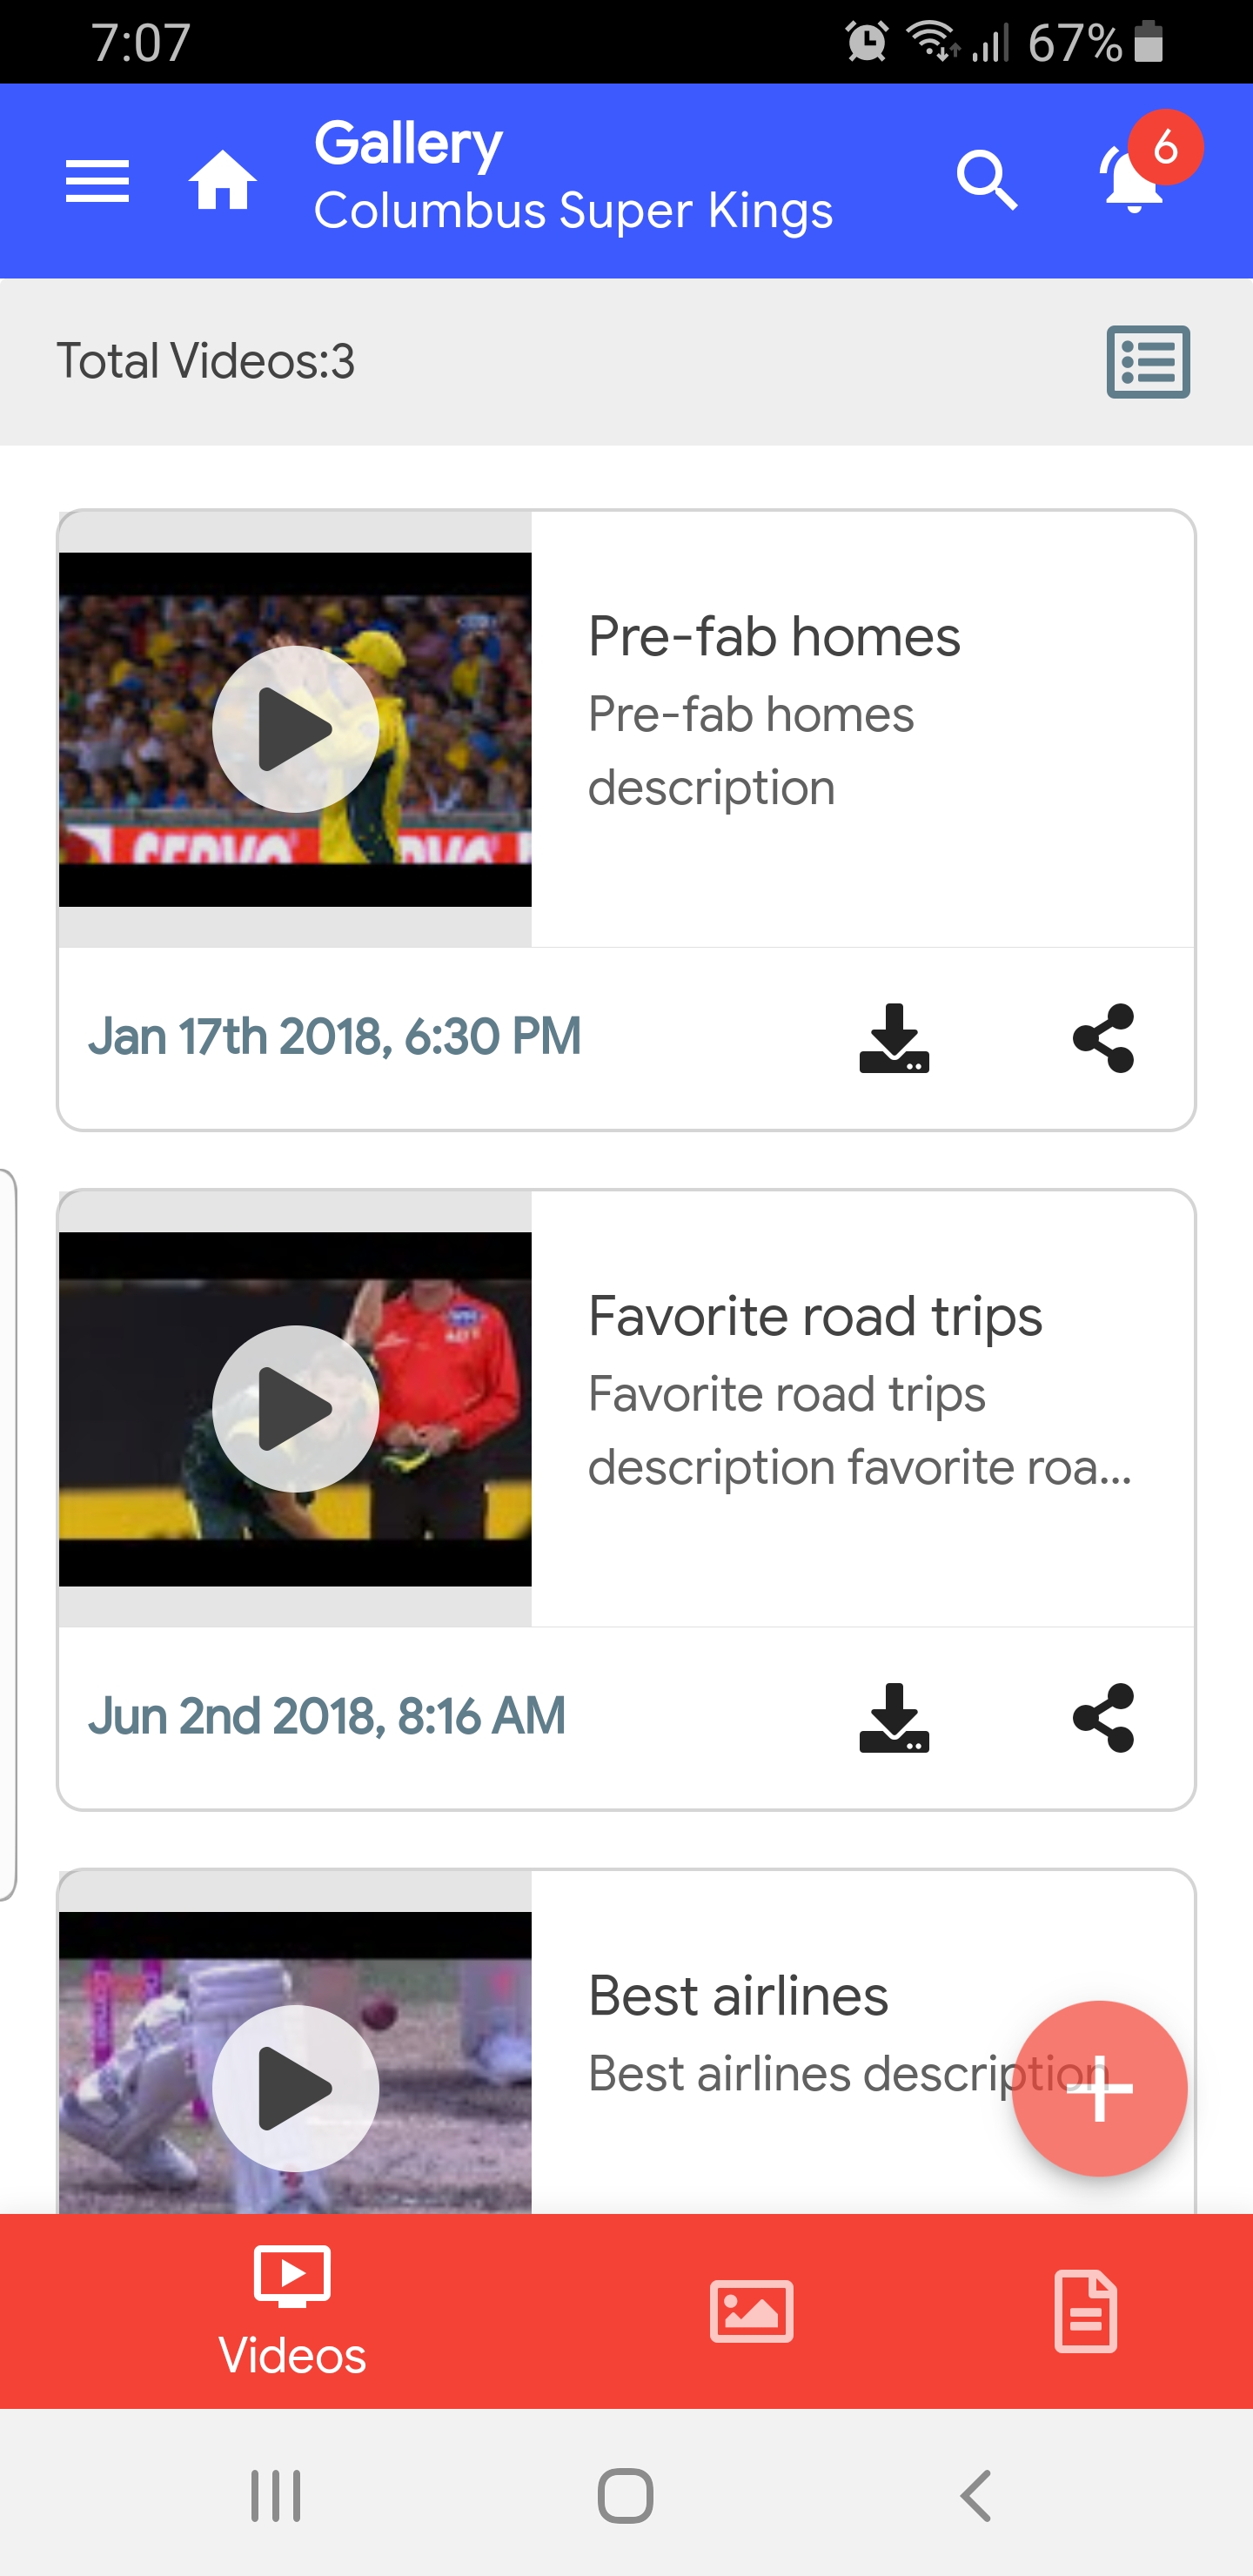 7:07
67%
Gallery
6
Columbus Super Kings
Total Videos:3
Pre-fab homes
Pre-fab homes
description
SERVO
Jan 17th 2018, 6:30 PM
Favorite road trips
Favorite road trips
description favorite roa...
Jun 2nd 2018, 8:16 AM
Best airlines
Best airlines description
Videos